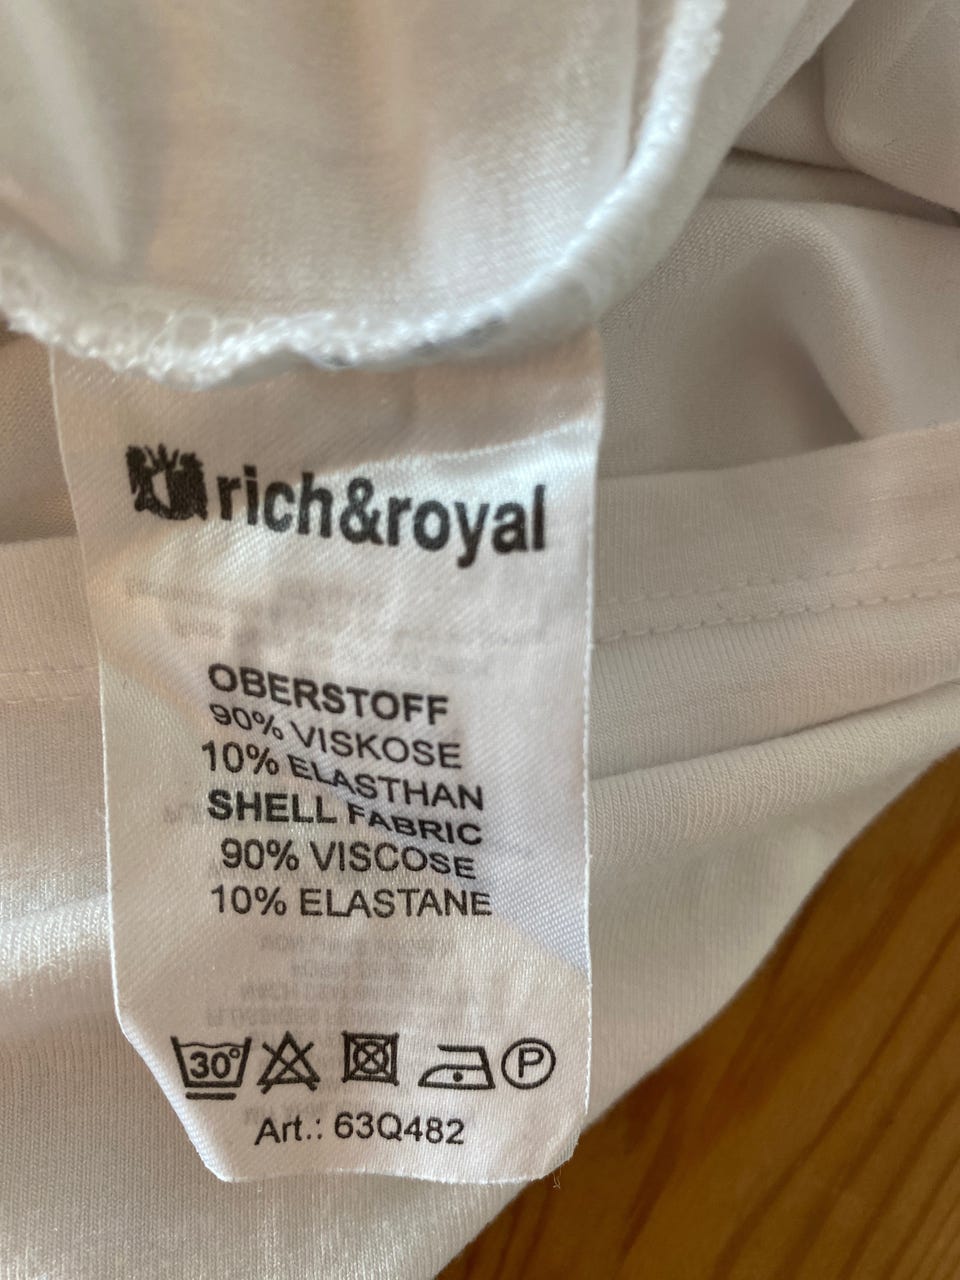 rich&royal
OBERSTOFF
90% VISKOSE
10% ELASTHAN
SHELL FABRIC
90% VISCOSE
10% ELASTANE
30°
P
Art.: 63Q482